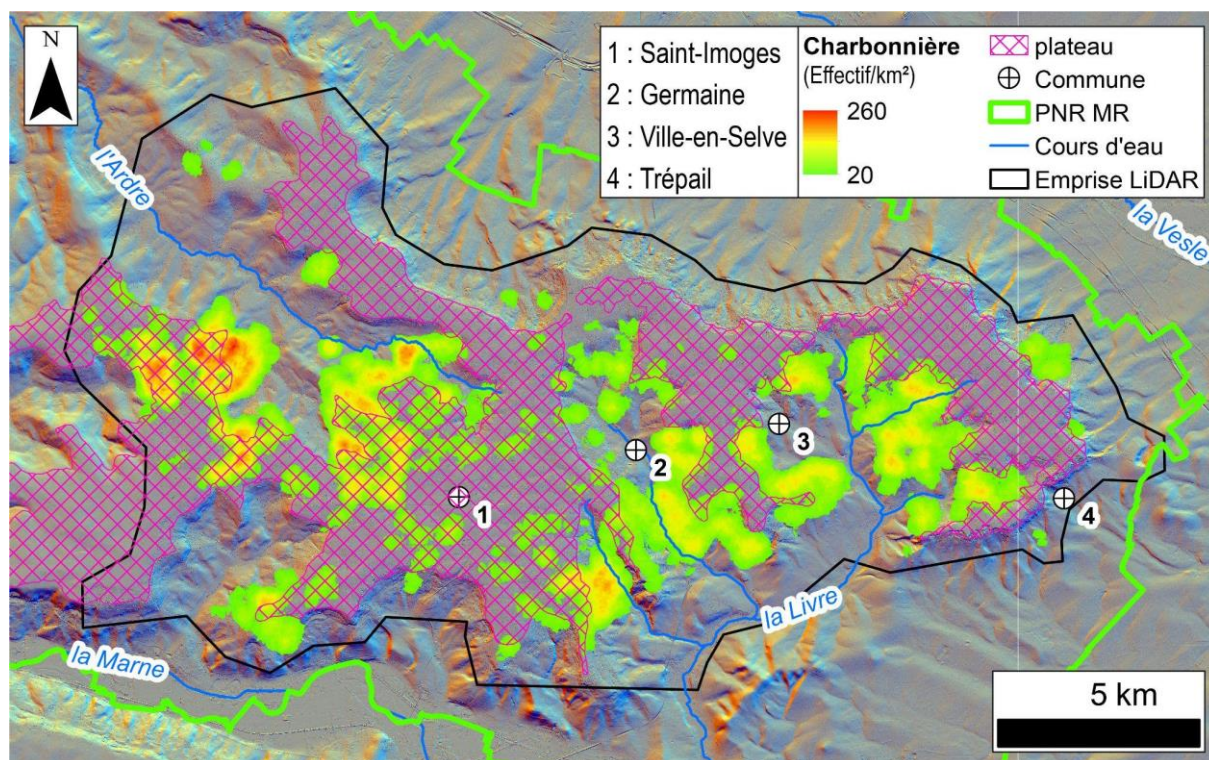 N
1 : Saint-Imoges
2 : Germaine
3 : Ville-en-Selve
4 : Trépail
Charbonnière
(Effectif/km²)
260
20
plateau
Commune
PNR MR
Cours d'eau
Emprise LiDAR
l'Ardre
la Vesle
3
2
1
4
la Livre
la Marne
5 km